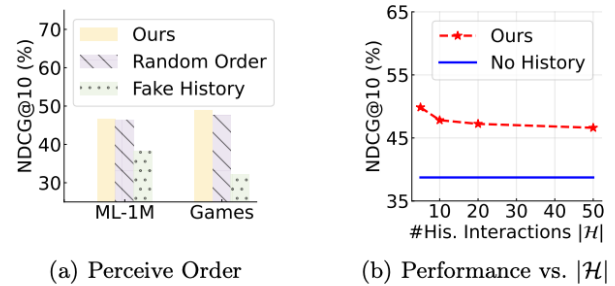 NDCG@10 (%)
70
60
50
40
30
Ours
Random Order
Fake History
ML-1M
Games
(a) Perceive Order
NDCG@10 (%)
65
55
45
35
Ours
No History
10
20
30
40
50
#His. Interactions |ℋ|
(b) Performance vs. |ℋ|